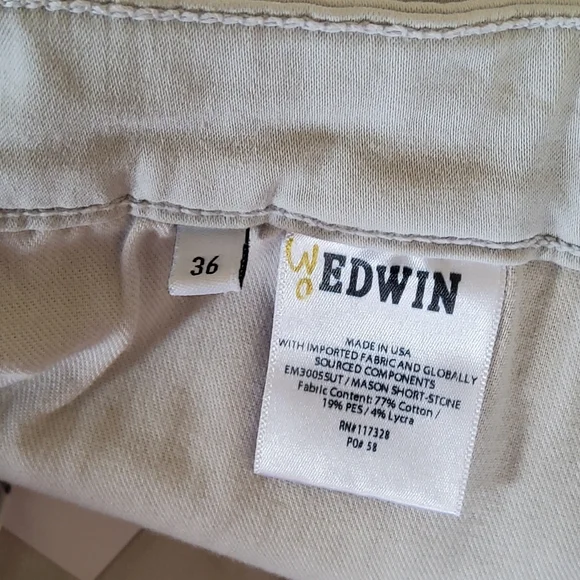 36
EDWIN
MADE IN USA
WITH IMPORTED FABRIC AND GLOBALLY
SOURCED COMPONENTS
EM3005SUT / MASON SHORT-STONE
Fabric Content: 77% Cotton /
19% PES / 4% Lycra
RN#117328
PO# 58